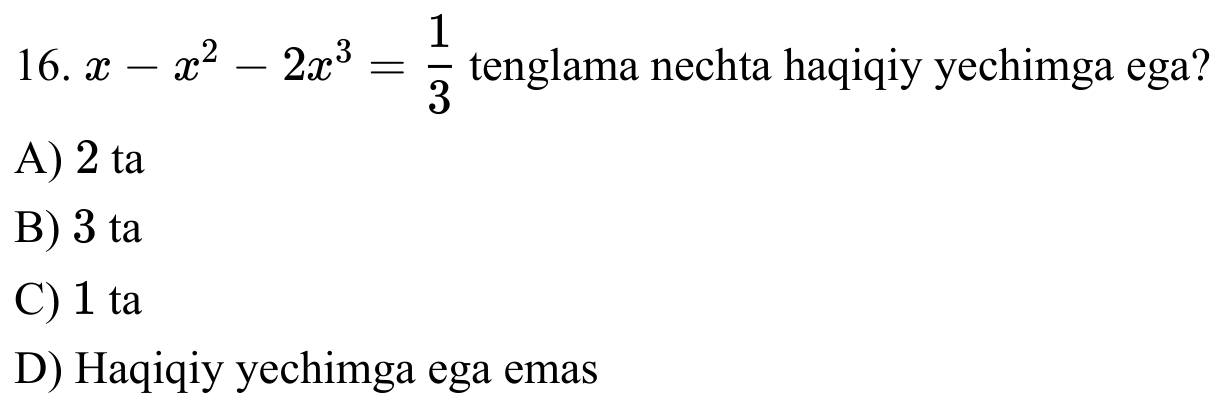 16. x − x² − 2x³ = 1/3 tenglama nechta haqiqiy yechimga ega?
A) 2 ta
B) 3 ta
C) 1 ta
D) Haqiqiy yechimga ega emas